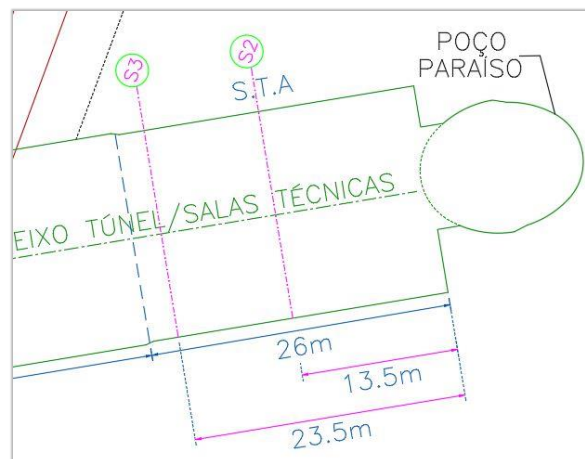 POÇO
PARAÍSO
S3
S2
S.T.A
EIXO TÚNEL/SALAS TÉCNICAS
26m
13.5m
23.5m